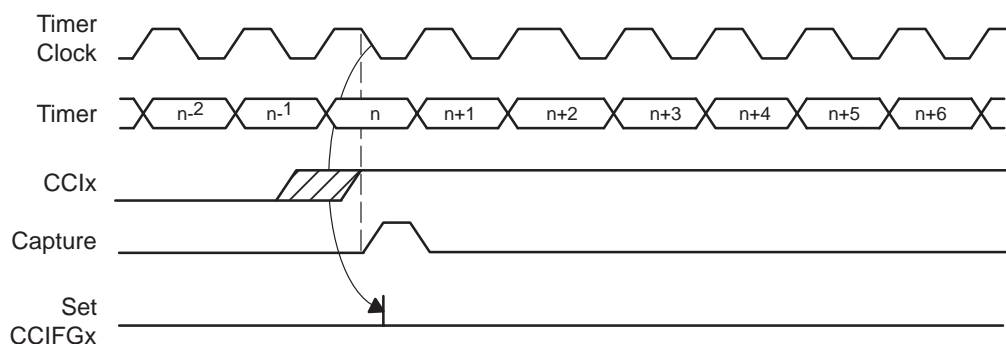 Timer
Clock
Timer
n-2 n-1 n n+1 n+2 n+3 n+4 n+5 n+6
CCIx
Capture
Set
CCIFGx